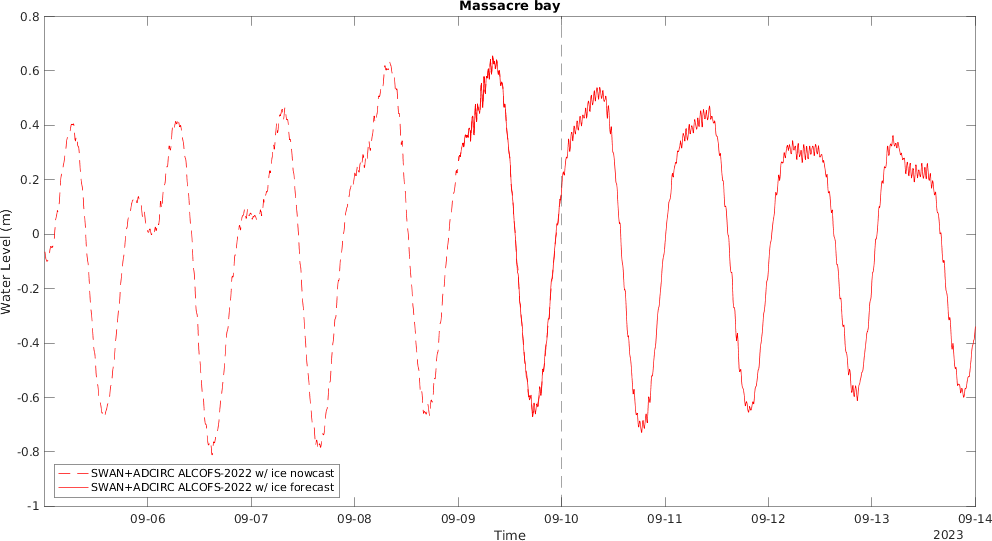 Massacre bay
0.8
0.6
0.4
0.2
0
-0.2
-0.4
-0.6
-0.8
-1
Water Level (m)
SWAN+ADCIRC ALCOFS-2022 w/ ice nowcast
SWAN+ADCIRC ALCOFS-2022 w/ ice forecast
09-06 09-07 09-08 09-09 09-10 09-11 09-12 09-13 09-14
Time
2023